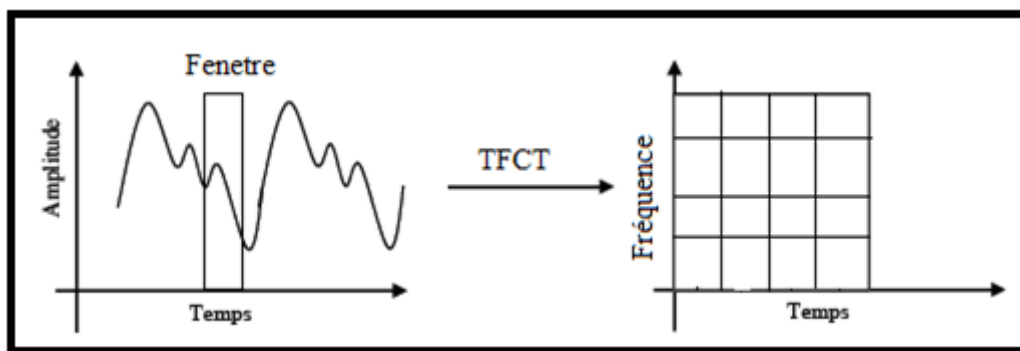 Fenetre
Amplitude
Temps
TFCT
Fréquence
Temps